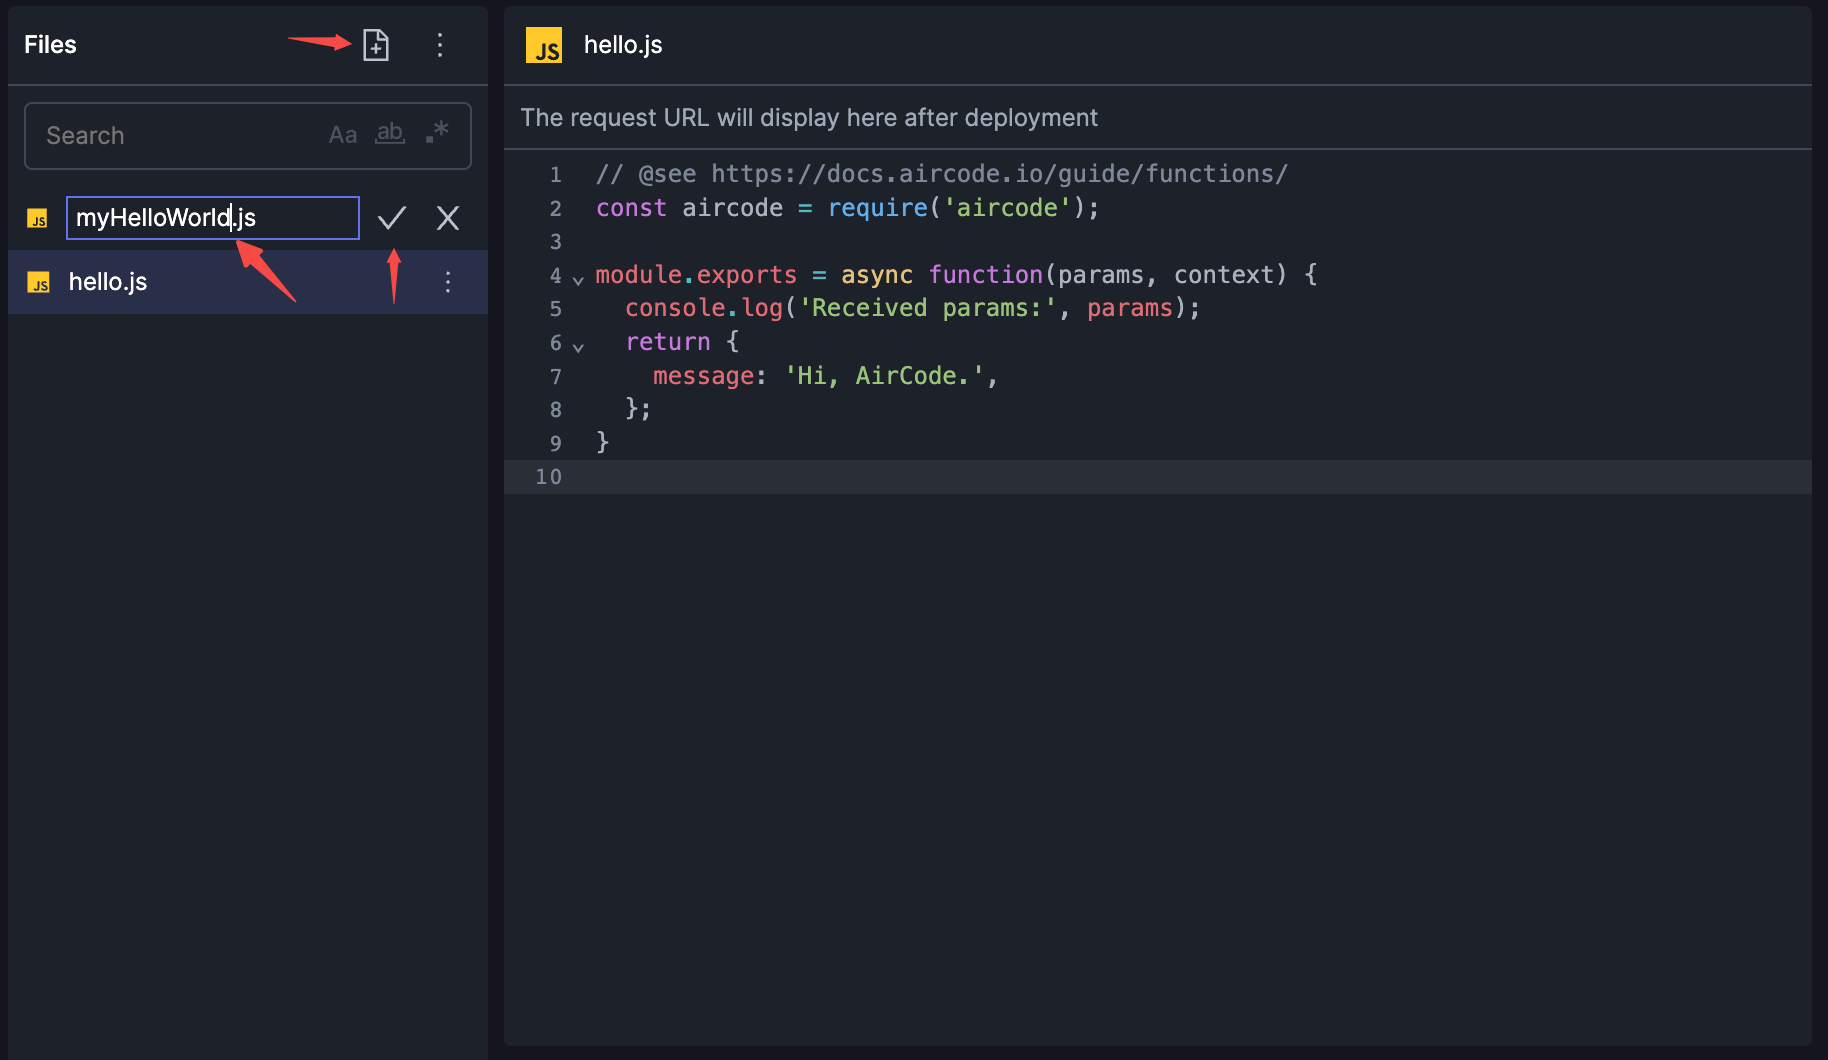 Files
Search Aa ab .*
JS myHelloWorld.js
JS hello.js
JS hello.js
The request URL will display here after deployment
1 // @see https://docs.aircode.io/guide/functions/
2 const aircode = require('aircode');
3
4 module.exports = async function(params, context) {
5 console.log('Received params:', params);
6 return {
7 message: 'Hi, AirCode.',
8 };
9 }
10